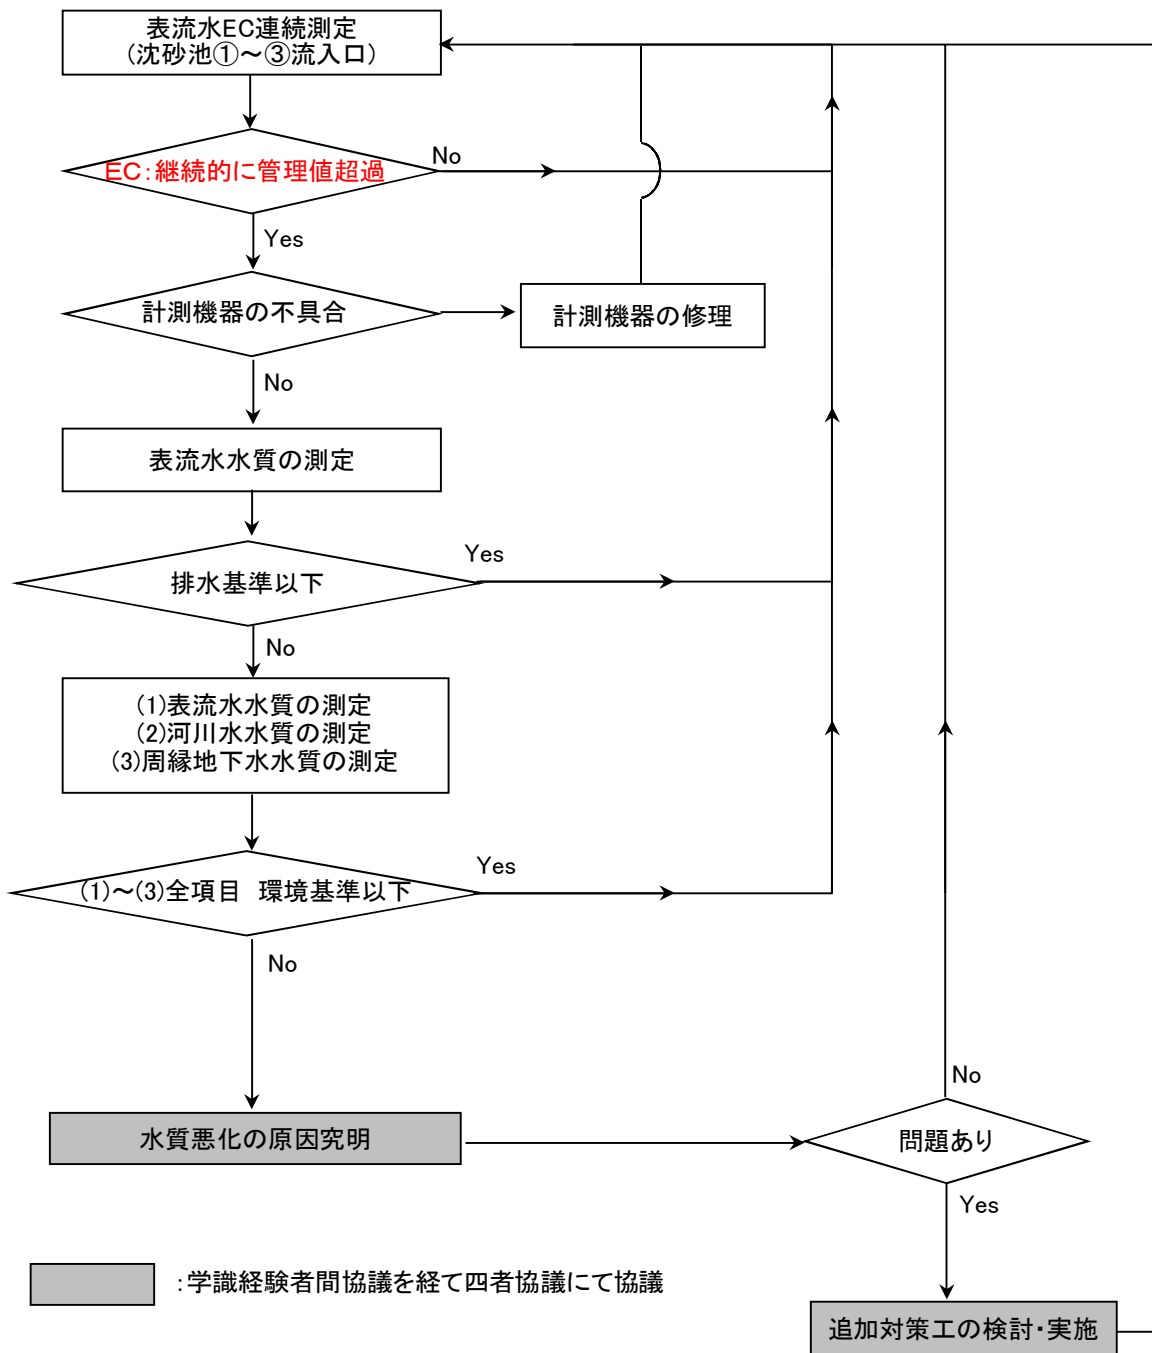 表流水EC連続測定
(沈砂池①～③流入口)
EC:継続的に管理値超過
No
Yes
計測機器の不具合
計測機器の修理
No
表流水水質の測定
排水基準以下
Yes
No
(1)表流水水質の測定
(2)河川水水質の測定
(3)周縁地下水水質の測定
(1)～(3)全項目　環境基準以下
Yes
No
水質悪化の原因究明
問題あり
No
Yes
:学識経験者間協議を経て四者協議にて協議
追加対策工の検討・実施